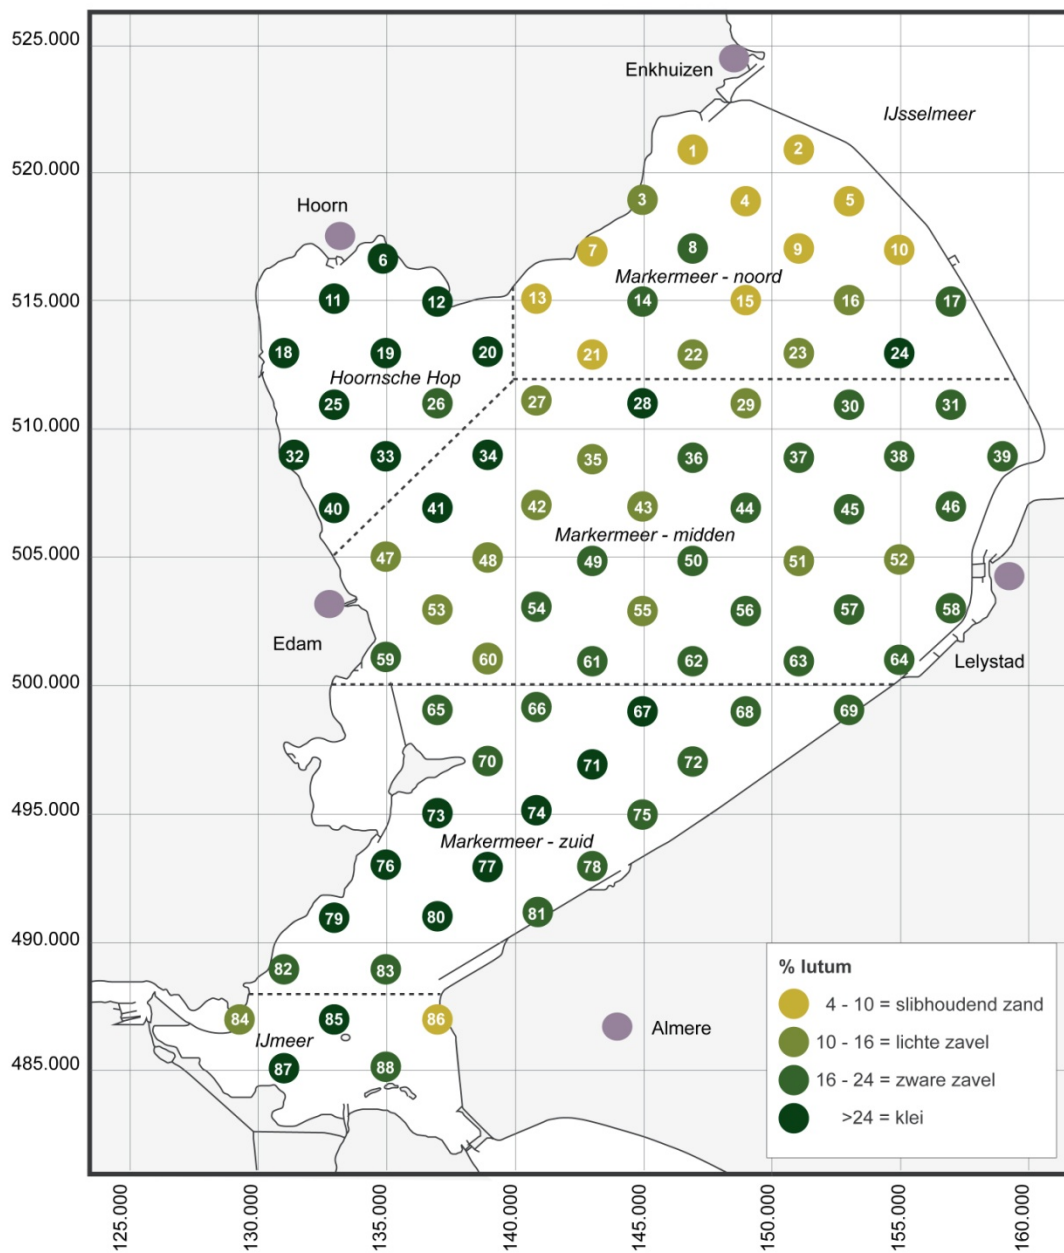 525.000
Enkhuizen
IJsselmeer
1 2
520.000
3 4 5
Hoorn
6 7 8 9 10
Markermeer - noord
515.000
11 12 13 14 15 16 17
18 19 20 21 22 23 24
Hoornsche Hop
25 26 27 28 29 30 31
510.000
32 33 34 35 36 37 38 39
40 41 42 43 44 45 46
Markermeer - midden
505.000
47 48 49 50 51 52
53 54 55 56 57 58
Edam
Lelystad
59 60 61 62 63 64
500.000
65 66 67 68 69
70 71 72
495.000
73 74 75
Markermeer - zuid
76 77 78
79 80 81
490.000
82 83
84 85 86
IJmeer
Almere
485.000
87 88
% lutum
4 - 10 = slibhoudend zand
10 - 16 = lichte zavel
16 - 24 = zware zavel
>24 = klei
125.000
130.000
135.000
140.000
145.000
150.000
155.000
160.000